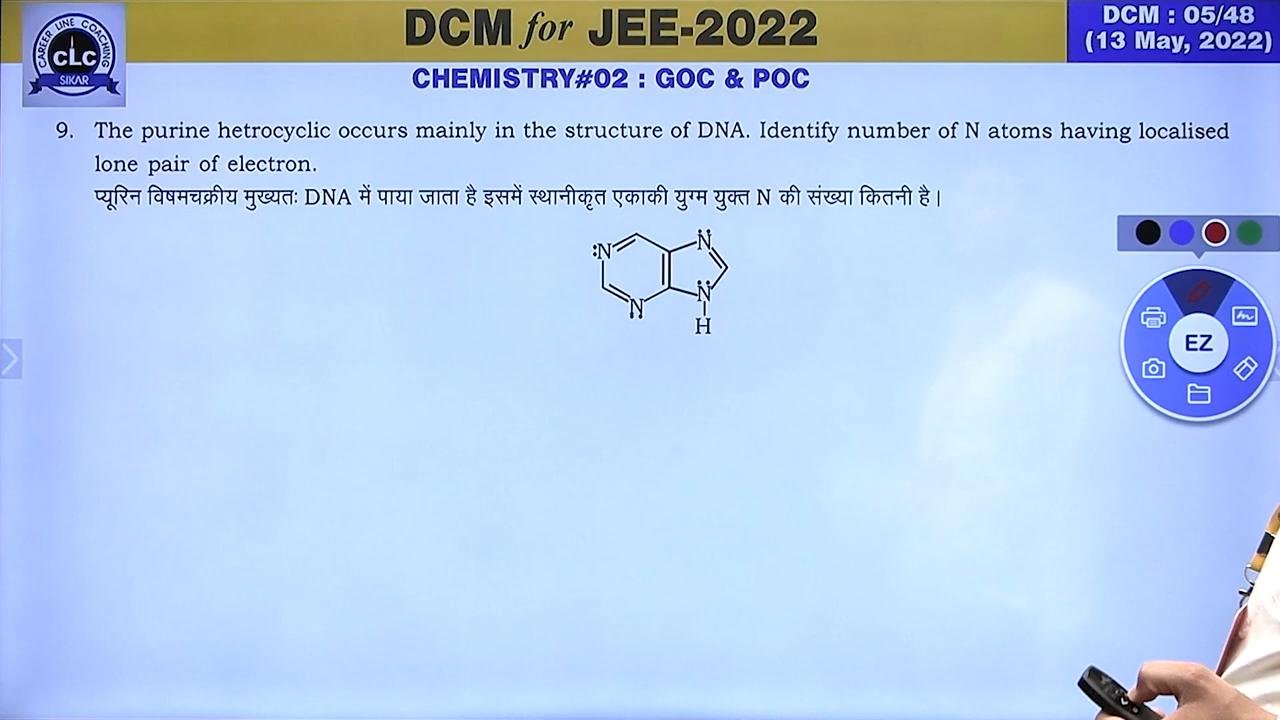 CAREER LINE COACHING
CLC
SIKAR
DCM for JEE-2022
DCM : 05/48
(13 May, 2022)
CHEMISTRY#02 : GOC & POC
9. The purine hetrocyclic occurs mainly in the structure of DNA. Identify number of N atoms having localised
lone pair of electron.
प्यूरिन विषमचक्रीय मुख्यतः DNA में पाया जाता है इसमें स्थानीकृत एकाकी युग्म युक्त N की संख्या कितनी है।
N
N
N
N
H
EZ